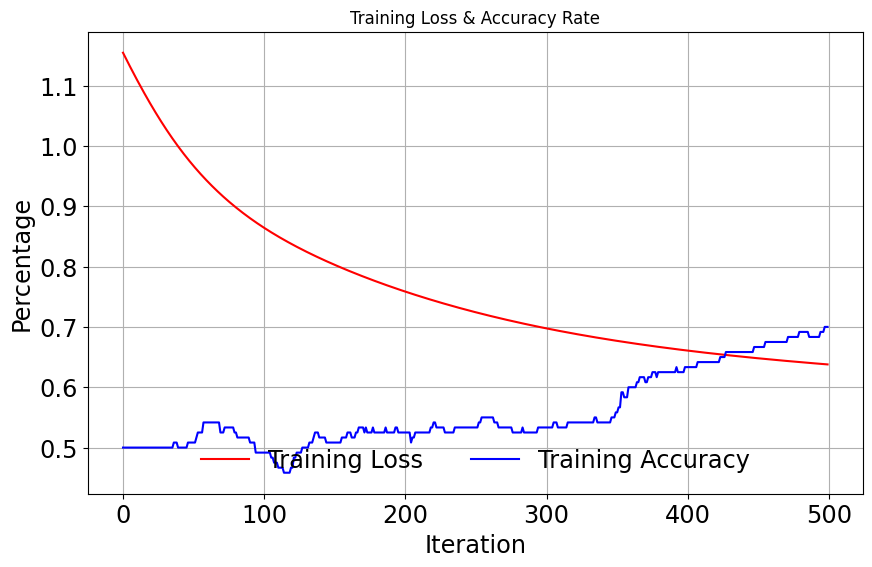 Training Loss & Accuracy Rate
1.1
1.0
0.9
0.8
0.7
0.6
0.5
Percentage
Training Loss
Training Accuracy
0 100 200 300 400 500
Iteration